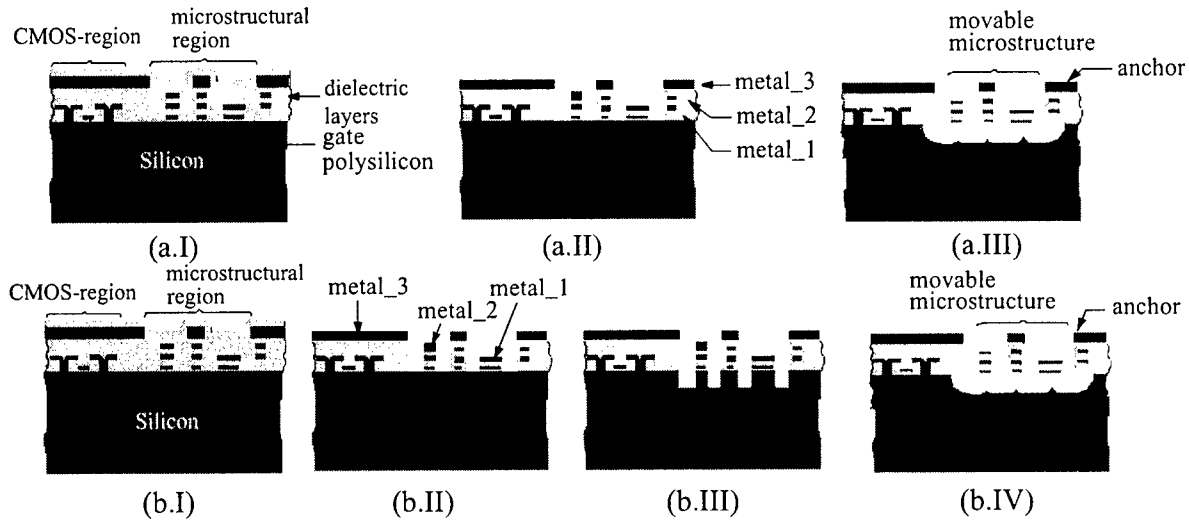 CMOS-region
microstructural
region
dielectric
layers
gate
polysilicon
Silicon
(a.I)
metal_3
metal_2
metal_1
(a.II)
movable
microstructure
anchor
(a.III)
CMOS-region
microstructural
region
Silicon
(b.I)
metal_3
metal_2
metal_1
(b.II)
(b.III)
movable
microstructure
anchor
(b.IV)